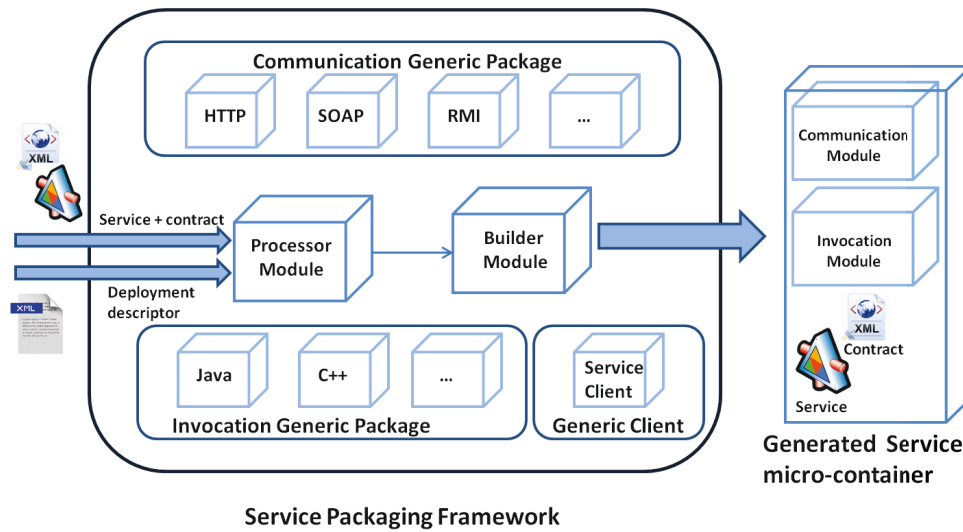 Communication Generic Package
HTTP
SOAP
RMI
...
XML
Service + contract
Processor
Module
Builder
Module
Deployment
descriptor
XML
Java
C++
...
Invocation Generic Package
Service
Client
Generic Client
Service Packaging Framework
Communication
Module
Invocation
Module
XML
Contract
Service
Generated Service
micro-container